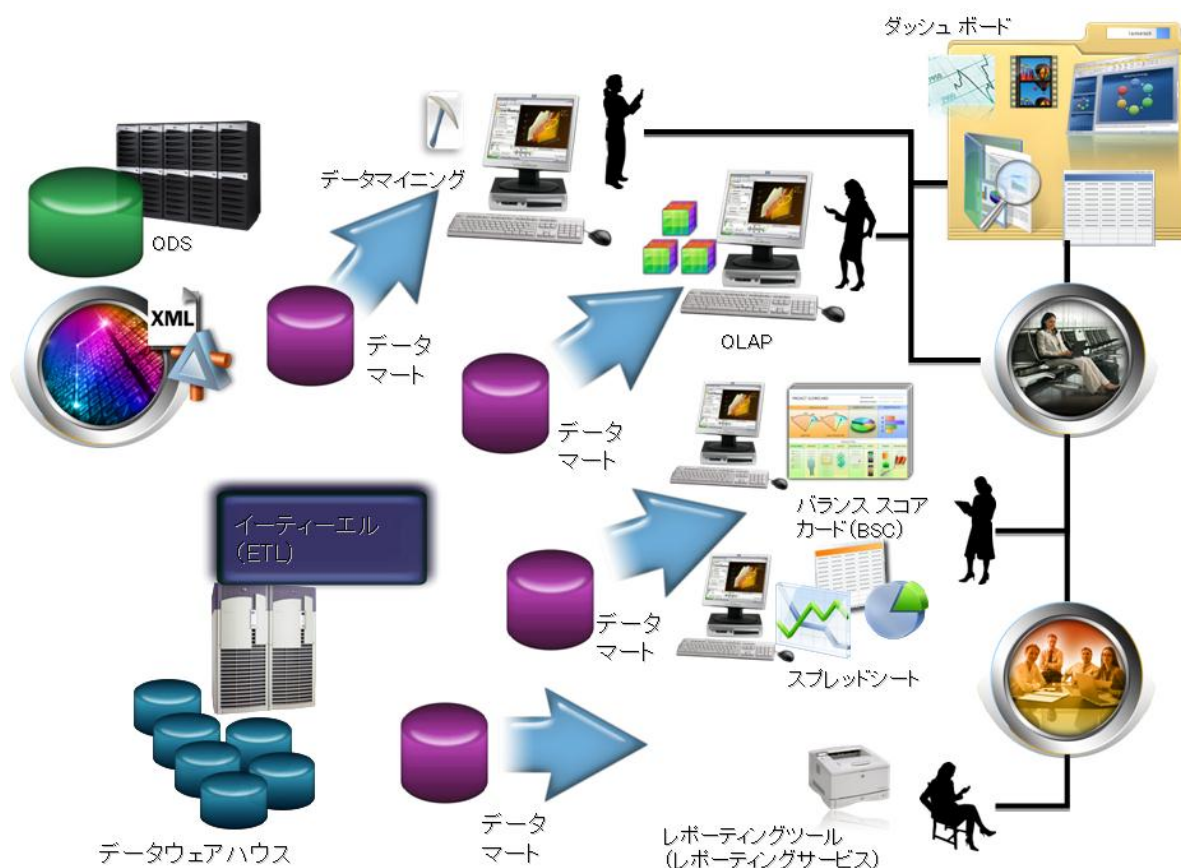 ダッシュ ボード
データマイニング
ODS
XML
データ
マート
OLAP
データ
マート
バランス スコア
カード(BSC)
イーティーエル
(ETL)
データ
マート
スプレッドシート
データ
マート
データウェアハウス
レポーティングツール
(レポーティングサービス)